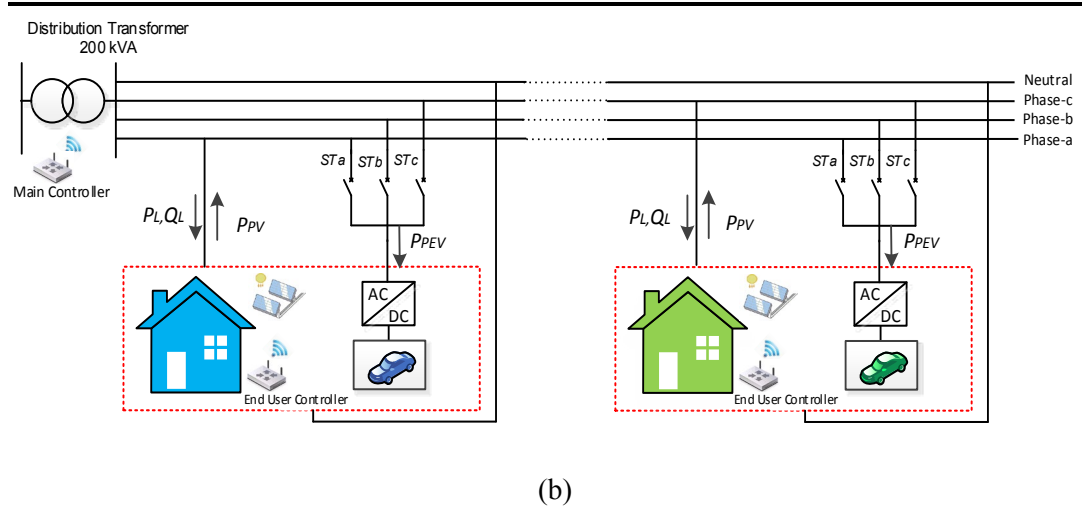 Distribution Transformer
200 kVA
Neutral
Phase-c
Phase-b
Phase-a
Main Controller
STa
STb
STc
STa
STb
STc
PL,QL
PPV
PPEV
PL,QL
PPV
PPEV
AC
DC
AC
DC
End User Controller
End User Controller
(b)